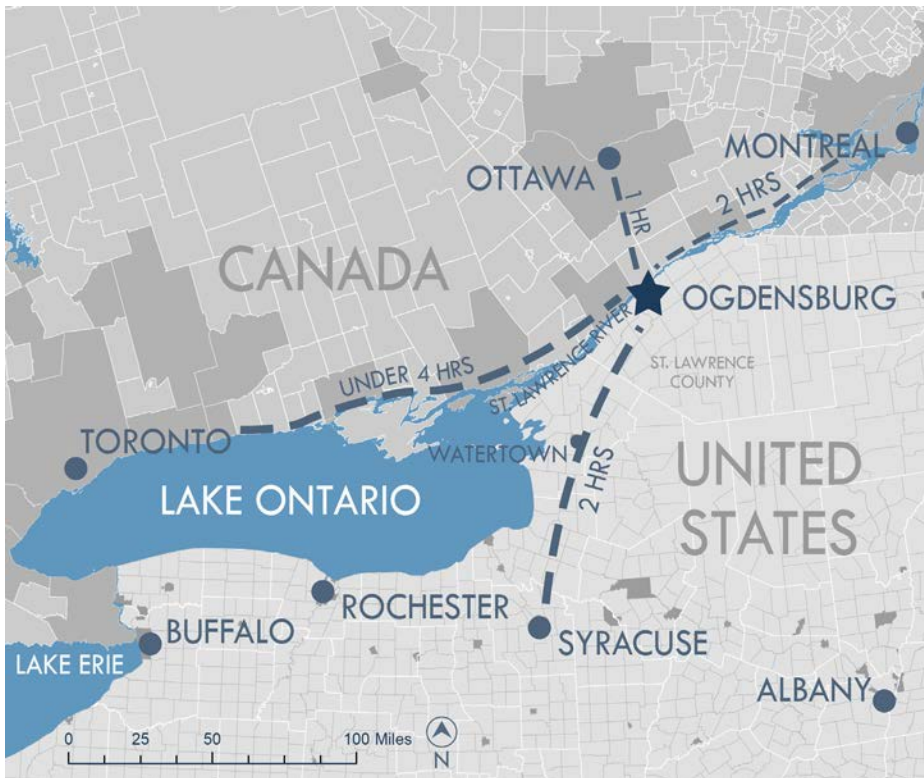 MONTREAL
OTTAWA
2 HRS
1 HR
CANADA
OGDENSBURG
ST. LAWRENCE RIVER
ST. LAWRENCE
COUNTY
UNDER 4 HRS
TORONTO
WATERTOWN
2 HRS
UNITED
STATES
LAKE ONTARIO
ROCHESTER
BUFFALO
SYRACUSE
LAKE ERIE
ALBANY
0 25 50 100 Miles
N